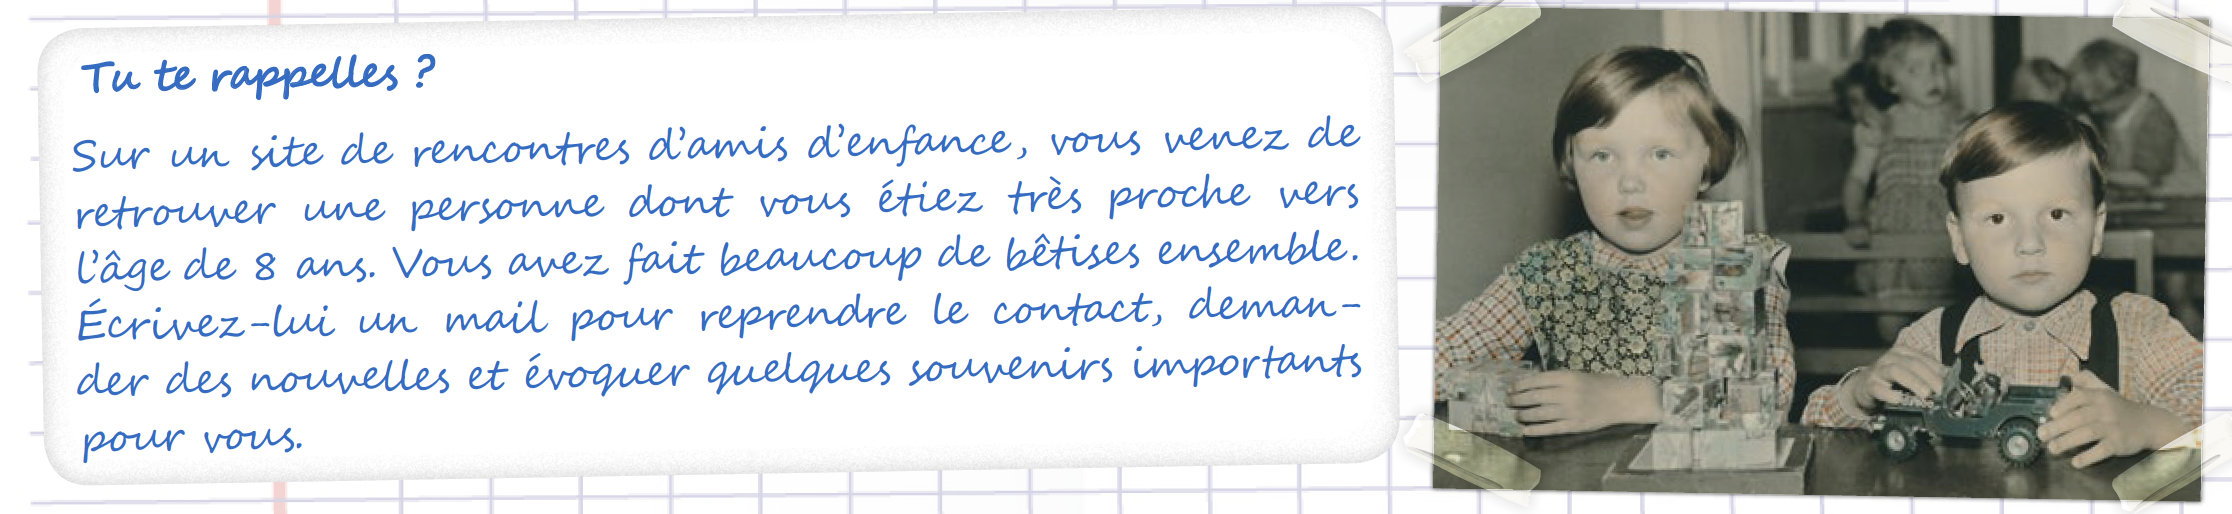 Tu te rappelles ?
Sur un site de rencontres d'amis d'enfance, vous venez de
retrouver une personne dont vous étiez très proche vers
l'âge de 8 ans. Vous avez fait beaucoup de bêtises ensemble.
Écrivez-lui un mail pour reprendre le contact, deman-
der des nouvelles et évoquer quelques souvenirs importants
pour vous.